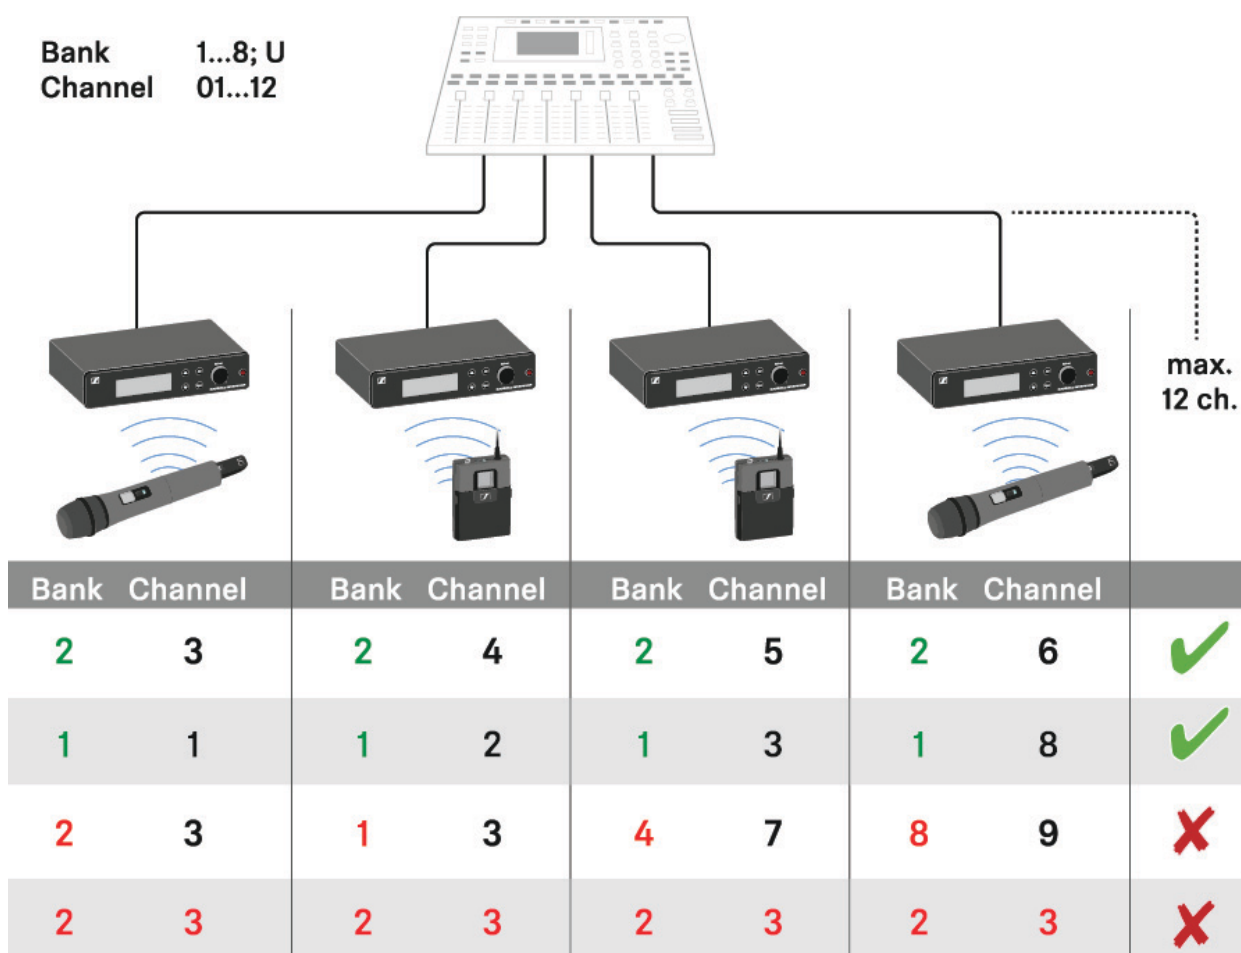 Bank 1...8; U
Channel 01...12
max.
12 ch.
Bank Channel Bank Channel Bank Channel Bank Channel
2 3 2 4 2 5 2 6
1 1 1 2 1 3 1 8
2 3 1 3 4 7 8 9
2 3 2 3 2 3 2 3